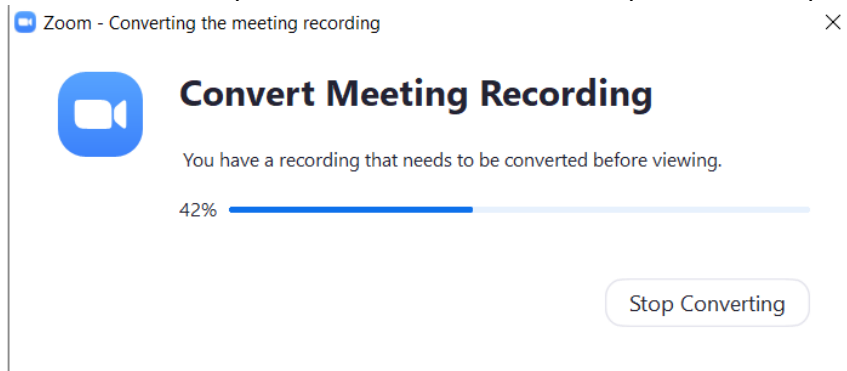 Zoom - Converting the meeting recording
Convert Meeting Recording
You have a recording that needs to be converted before viewing.
42%
Stop Converting